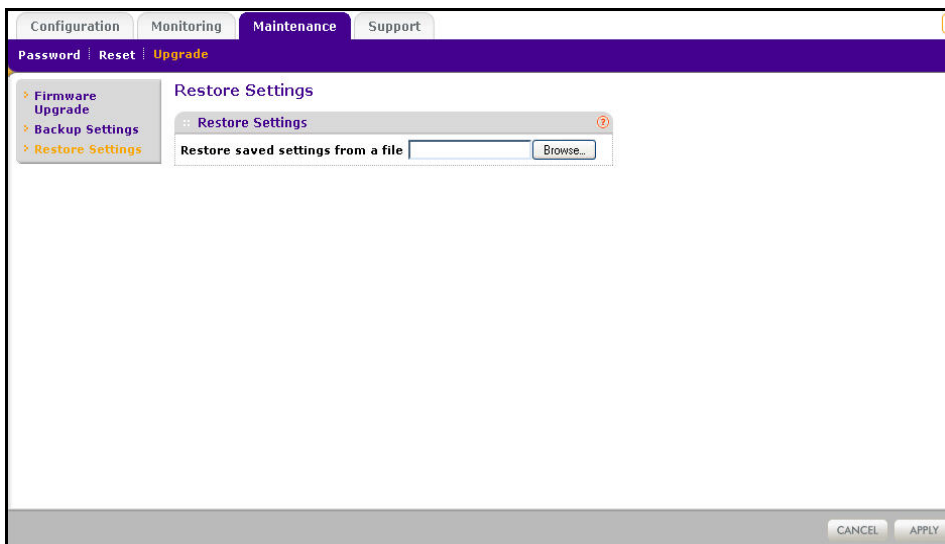 Configuration Monitoring Maintenance Support
Password Reset Upgrade
Firmware
Upgrade
Backup Settings
Restore Settings
Restore Settings
Restore Settings ?
Restore saved settings from a file Browse...
CANCEL APPLY